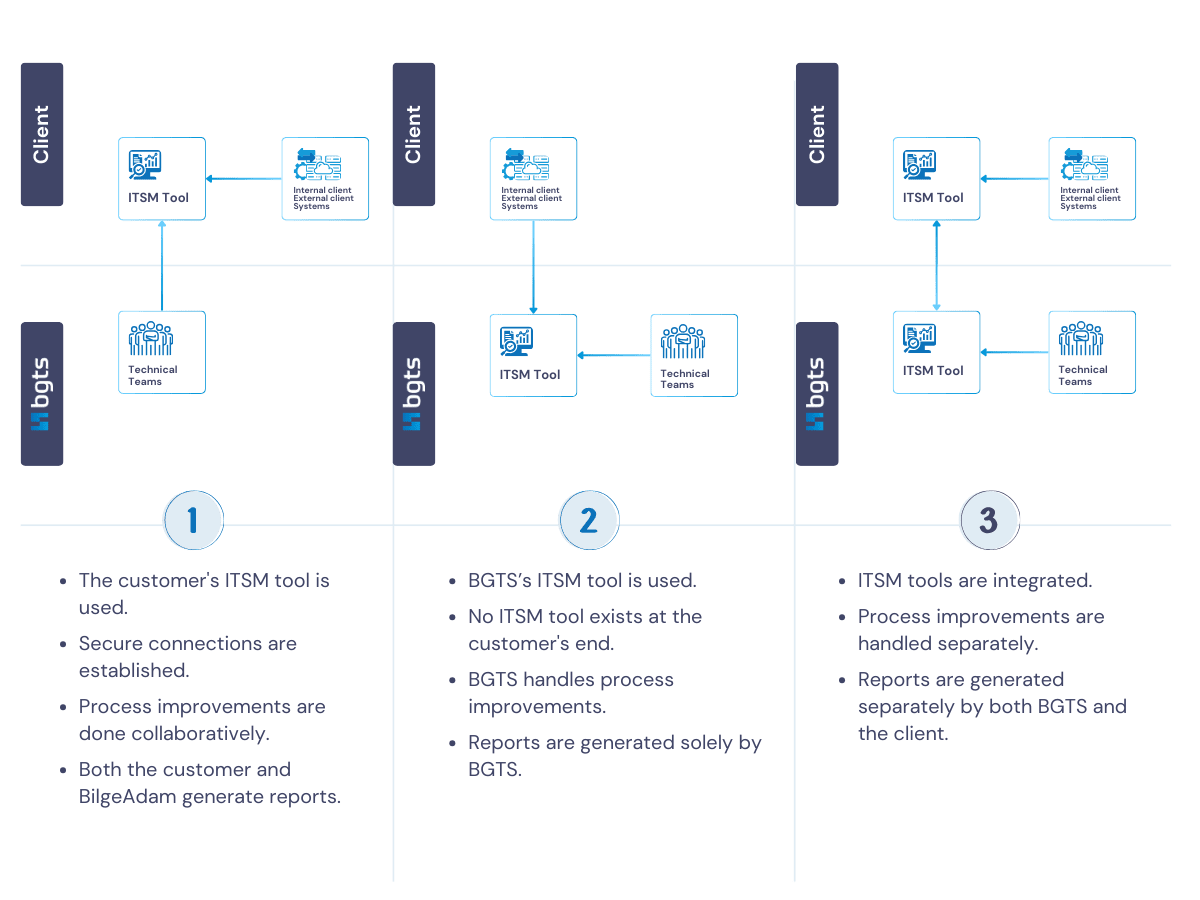 Client
ITSM Tool
Internal client
External client
Systems
Technical
Teams
bgts
1
• The customer's ITSM tool is
used.
• Secure connections are
established.
• Process improvements are
done collaboratively.
• Both the customer and
BilgeAdam generate reports.
Client
Internal client
External client
Systems
ITSM Tool
Technical
Teams
bgts
2
• BGTS’s ITSM tool is used.
• No ITSM tool exists at the
customer's end.
• BGTS handles process
improvements.
• Reports are generated solely by
BGTS.
Client
ITSM Tool
Internal client
External client
Systems
ITSM Tool
Technical
Teams
bgts
3
• ITSM tools are integrated.
• Process improvements are
handled separately.
• Reports are generated
separately by both BGTS and
the client.